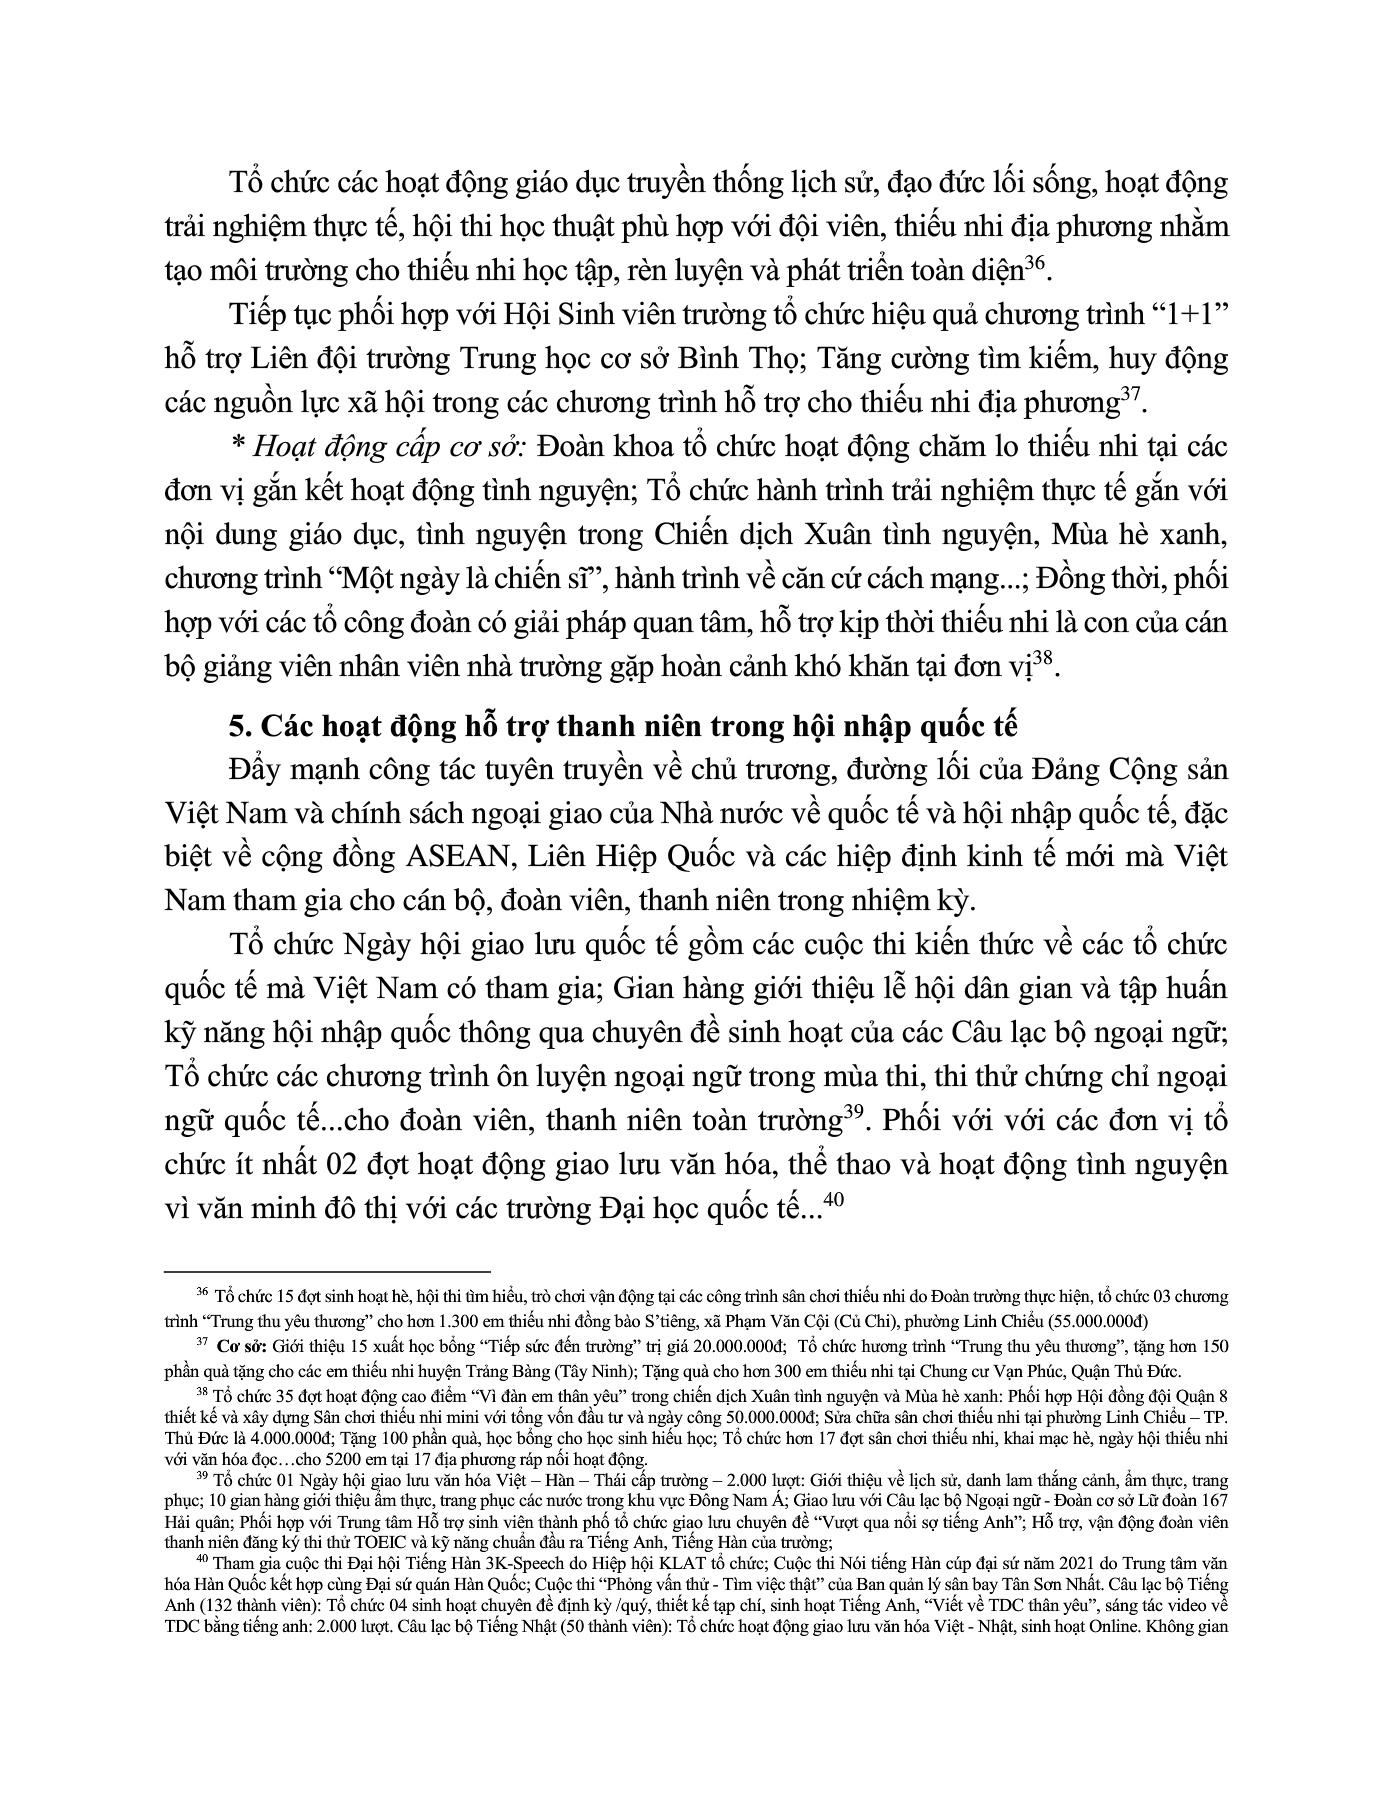 Tổ chức các hoạt động giáo dục truyền thống lịch sử, đạo đức lối sống, hoạt động
trải nghiệm thực tế, hội thi học thuật phù hợp với đội viên, thiếu nhi địa phương nhằm
tạo môi trường cho thiếu nhi học tập, rèn luyện và phát triển toàn diện36.
Tiếp tục phối hợp với Hội Sinh viên trường tổ chức hiệu quả chương trình “1+1”
hỗ trợ Liên đội trường Trung học cơ sở Bình Thọ; Tăng cường tìm kiếm, huy động
các nguồn lực xã hội trong các chương trình hỗ trợ cho thiếu nhi địa phương37.
* Hoạt động cấp cơ sở: Đoàn khoa tổ chức hoạt động chăm lo thiếu nhi tại các
đơn vị gắn kết hoạt động tình nguyện; Tổ chức hành trình trải nghiệm thực tế gắn với
nội dung giáo dục, tình nguyện trong Chiến dịch Xuân tình nguyện, Mùa hè xanh,
chương trình “Một ngày là chiến sĩ”, hành trình về căn cứ cách mạng...; Đồng thời, phối
hợp với các tổ công đoàn có giải pháp quan tâm, hỗ trợ kịp thời thiếu nhi là con của cán
bộ giảng viên nhân viên nhà trường gặp hoàn cảnh khó khăn tại đơn vị38.
5. Các hoạt động hỗ trợ thanh niên trong hội nhập quốc tế
Đẩy mạnh công tác tuyên truyền về chủ trương, đường lối của Đảng Cộng sản
Việt Nam và chính sách ngoại giao của Nhà nước về quốc tế và hội nhập quốc tế, đặc
biệt về cộng đồng ASEAN, Liên Hiệp Quốc và các hiệp định kinh tế mới mà Việt
Nam tham gia cho cán bộ, đoàn viên, thanh niên trong nhiệm kỳ.
Tổ chức Ngày hội giao lưu quốc tế gồm các cuộc thi kiến thức về các tổ chức
quốc tế mà Việt Nam có tham gia; Gian hàng giới thiệu lễ hội dân gian và tập huấn
kỹ năng hội nhập quốc thông qua chuyên đề sinh hoạt của các Câu lạc bộ ngoại ngữ;
Tổ chức các chương trình ôn luyện ngoại ngữ trong mùa thi, thi thử chứng chỉ ngoại
ngữ quốc tế...cho đoàn viên, thanh niên toàn trường39. Phối với với các đơn vị tổ
chức ít nhất 02 đợt hoạt động giao lưu văn hóa, thể thao và hoạt động tình nguyện
vì văn minh đô thị với các trường Đại học quốc tế...40
36 Tổ chức 15 đợt sinh hoạt hè, hội thi tìm hiểu, trò chơi vận động tại các công trình sân chơi thiếu nhi do Đoàn trường thực hiện, tổ chức 03 chương
trình “Trung thu yêu thương” cho hơn 1.300 em thiếu nhi đồng bào S’tiêng, xã Phạm Văn Cội (Củ Chi), phường Linh Chiểu (55.000.000đ)
37 Cơ sở: Giới thiệu 15 xuất học bổng “Tiếp sức đến trường” trị giá 20.000.000đ; Tổ chức hương trình “Trung thu yêu thương”, tặng hơn 150
phần quà tặng cho các em thiếu nhi huyện Trảng Bàng (Tây Ninh); Tặng quà cho hơn 300 em thiếu nhi tại Chung cư Vạn Phúc, Quận Thủ Đức.
38 Tổ chức 35 đợt hoạt động cao điểm “Vì đàn em thân yêu” trong chiến dịch Xuân tình nguyện và Mùa hè xanh: Phối hợp Hội đồng đội Quận 8
thiết kế và xây dựng Sân chơi thiếu nhi mini với tổng vốn đầu tư và ngày công 50.000.000đ; Sửa chữa sân chơi thiếu nhi tại phường Linh Chiểu – TP.
Thủ Đức là 4.000.000đ; Tặng 100 phần quà, học bổng cho học sinh hiếu học; Tổ chức hơn 17 đợt sân chơi thiếu nhi, khai mạc hè, ngày hội thiếu nhi
với văn hóa đọc…cho 5200 em tại 17 địa phương ráp nối hoạt động.
39 Tổ chức 01 Ngày hội giao lưu văn hóa Việt – Hàn – Thái cấp trường – 2.000 lượt: Giới thiệu về lịch sử, danh lam thắng cảnh, ẩm thực, trang
phục; 10 gian hàng giới thiệu ẩm thực, trang phục các nước trong khu vực Đông Nam Á; Giao lưu với Câu lạc bộ Ngoại ngữ - Đoàn cơ sở Lữ đoàn 167
Hải quân; Phối hợp với Trung tâm Hỗ trợ sinh viên thành phố tổ chức giao lưu chuyên đề “Vượt qua nổi sợ tiếng Anh”; Hỗ trợ, vận động đoàn viên
thanh niên đăng ký thi thử TOEIC và kỹ năng chuẩn đầu ra Tiếng Anh, Tiếng Hàn của trường;
40 Tham gia cuộc thi Đại hội Tiếng Hàn 3K-Speech do Hiệp hội KLAT tổ chức; Cuộc thi Nói tiếng Hàn cúp đại sứ năm 2021 do Trung tâm văn
hóa Hàn Quốc kết hợp cùng Đại sứ quán Hàn Quốc; Cuộc thi “Phỏng vấn thử - Tìm việc thật” của Ban quản lý sân bay Tân Sơn Nhất. Câu lạc bộ Tiếng
Anh (132 thành viên): Tổ chức 04 sinh hoạt chuyên đề định kỳ /quý, thiết kế tạp chí, sinh hoạt Tiếng Anh, “Viết về TDC thân yêu”, sáng tác video về
TDC bằng tiếng anh: 2.000 lượt. Câu lạc bộ Tiếng Nhật (50 thành viên): Tổ chức hoạt động giao lưu văn hóa Việt - Nhật, sinh hoạt Online. Không gian